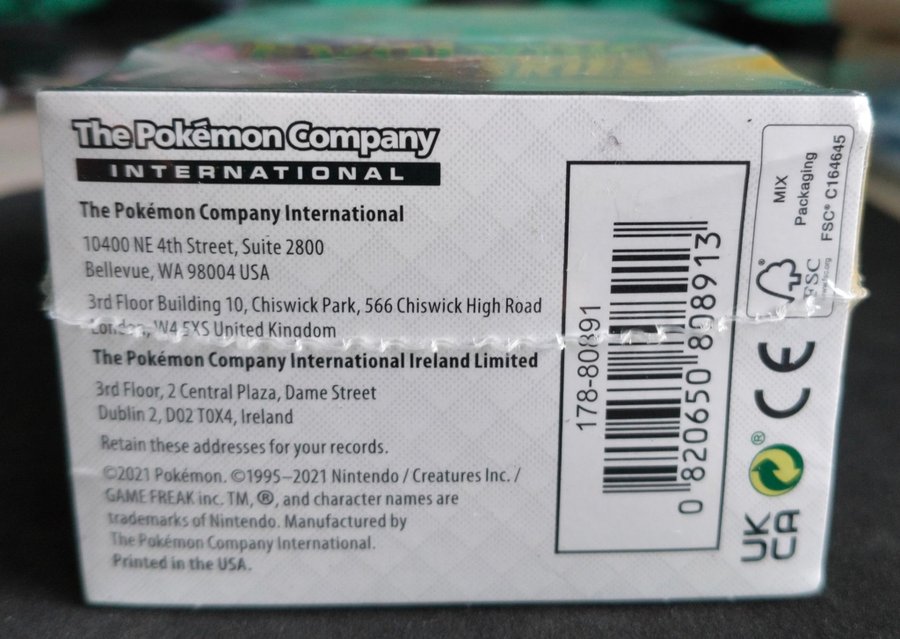 The Pokémon Company
INTERNATIONAL
The Pokémon Company International
10400 NE 4th Street, Suite 2800
Bellevue, WA 98004 USA
3rd Floor Building 10, Chiswick Park, 566 Chiswick High Road
London, W4 5XS United Kingdom
The Pokémon Company International Ireland Limited
3rd Floor, 2 Central Plaza, Dame Street
Dublin 2, D02 T0X4, Ireland
Retain these addresses for your records.
©2021 Pokémon. ©1995–2021 Nintendo / Creatures Inc. /
GAME FREAK inc. TM, ®, and character names are
trademarks of Nintendo. Manufactured by
The Pokémon Company International.
Printed in the USA.
178-80891
0 820650 808913
MIX
Packaging
FSC® C164645
FSC
www.fsc.org
CE
®
UK
CA